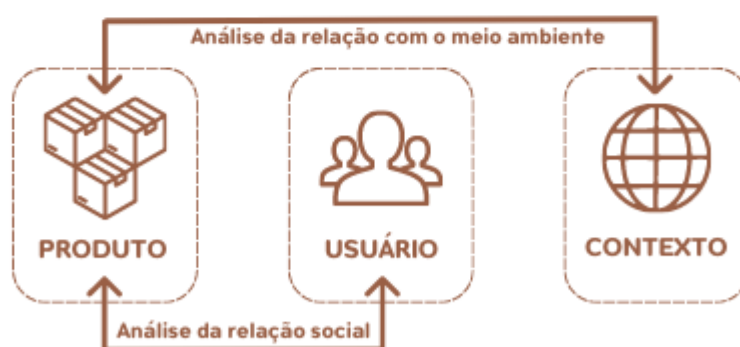 Análise da relação com o meio ambiente
PRODUTO
USUÁRIO
CONTEXTO
Análise da relação social